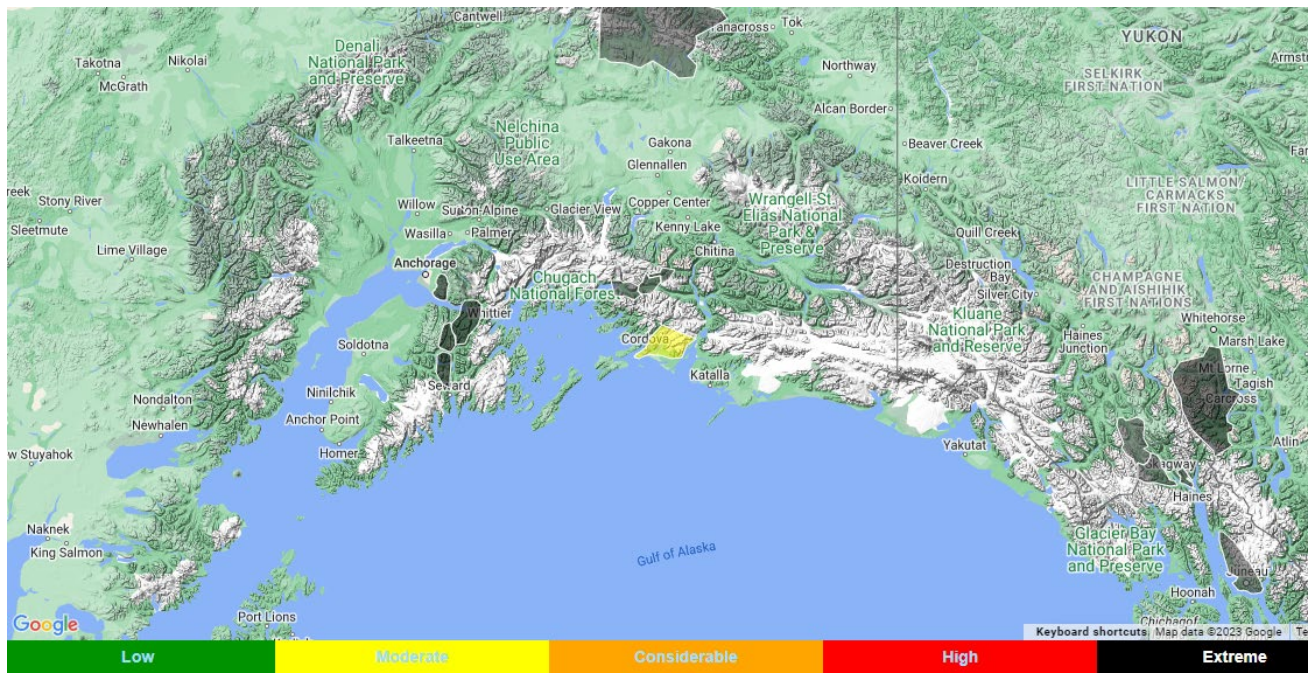 Cantwell
Tanacross
Tok
YUKON
Denali
National Park
and Preserve
Takotna
Nikolai
McGrath
Northway
SELKIRK
FIRST NATION
Alcan Border
Talkeetna
Nelchina
Public
Use Area
Gakona
Glennallen
Beaver Creek
Koidern
LITTLE SALMON/
CARMACKS
FIRST NATION
Stony River
Sleetmute
Lime Village
Willow
Sutton-Alpine
Glacier View
Copper Center
Wasilla
Palmer
Kenny Lake
Wrangell-St.
Elias National
Park &
Preserve
Chitina
Quill Creek
Anchorage
Destruction
Bay
Silver City
CHAMPAGNE
AND AISHIHIK
FIRST NATIONS
Chugach
National Fores
Whittier
Kluane
National Park
and Reserve
Haines
Junction
Whitehorse
Marsh Lake
Soldotna
Cordova
Katalla
Mt Lorne
Tagish
Carcross
Seward
Ninilchik
Nondalton
Newhalen
Anchor Point
Homer
Yakutat
Atlin
w Stuyahok
Skagway
Haines
Naknek
King Salmon
Gulf of Alaska
Glacier Bay
National Park
and Preserve
Juneau
Hoonah
Port Lions
Chichagof
Google
Keyboard shortcuts Map data ©2023 Google Te
Low Moderate Considerable High Extreme